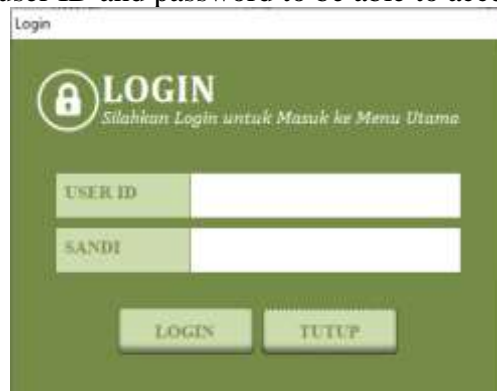 user ID and password to be able to acce
Login
LOGIN
Silahkan Login untuk Masuk ke Menu Utama
USER ID
SANDI
LOGIN TUTUP